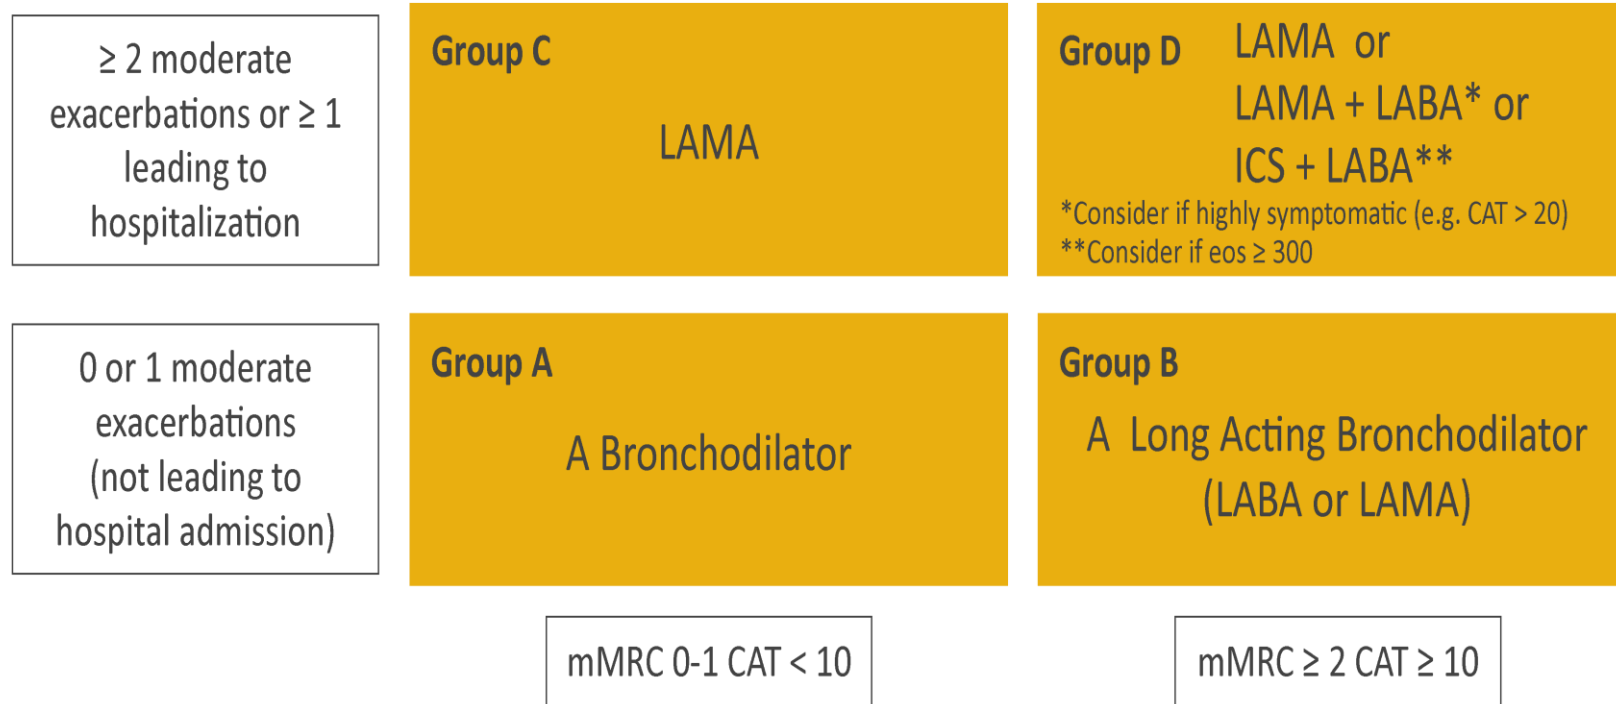 ≥ 2 moderate
exacerbations or ≥ 1
leading to
hospitalization
Group C
LAMA
Group D
LAMA or
LAMA + LABA* or
ICS + LABA**
*Consider if highly symptomatic (e.g. CAT > 20)
**Consider if eos ≥ 300
0 or 1 moderate
exacerbations
(not leading to
hospital admission)
Group A
A Bronchodilator
Group B
A Long Acting Bronchodilator
(LABA or LAMA)
mMRC 0-1 CAT < 10
mMRC ≥ 2 CAT ≥ 10